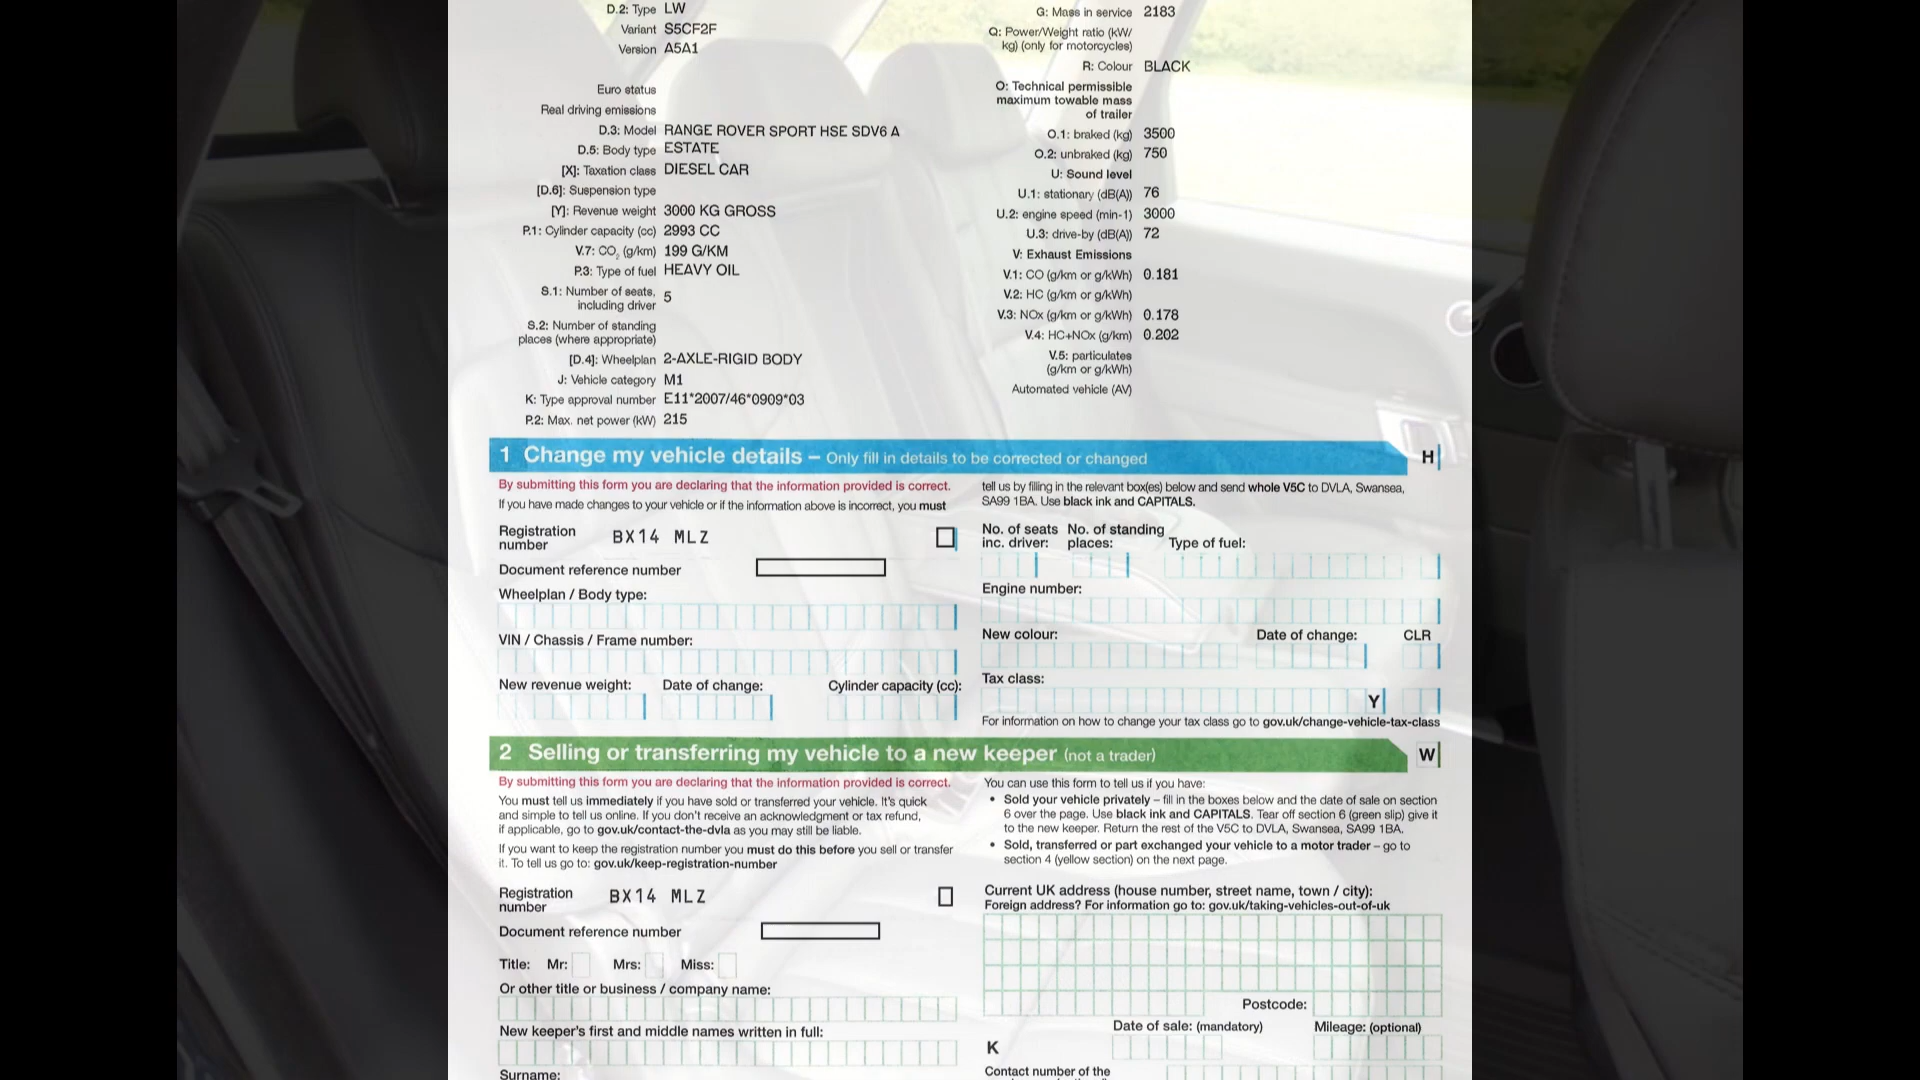 D.2: Type LW
Variant S5CF2F
Version A5A1
Euro status
Real driving emissions
D.3: Model RANGE ROVER SPORT HSE SDV6 A
D.5: Body type ESTATE
[X]: Taxation class DIESEL CAR
[D.6]: Suspension type
[Y]: Revenue weight 3000 KG GROSS
P.1: Cylinder capacity (cc) 2993 CC
V.7: CO2 (g/km) 199 G/KM
P.3: Type of fuel HEAVY OIL
S.1: Number of seats, including driver 5
S.2: Number of standing
places (where appropriate)
[D.4]: Wheelplan 2-AXLE-RIGID BODY
J: Vehicle category M1
K: Type approval number E11*2007/46*0909*03
P.2: Max. net power (kW) 215
G: Mass in service 2183
Q: Power/Weight ratio (kW/
kg) (only for motorcycles)
R: Colour BLACK
O: Technical permissible
maximum towable mass
of trailer
O.1: braked (kg) 3500
O.2: unbraked (kg) 750
U: Sound level
U.1: stationary (dB(A)) 76
U.2: engine speed (min-1) 3000
U.3: drive-by (dB(A)) 72
V: Exhaust Emissions
V.1: CO (g/km or g/kWh) 0.181
V.2: HC (g/km or g/kWh)
V.3: NOx (g/km or g/kWh) 0.178
V.4: HC+NOx (g/km) 0.202
V.5: particulates
(g/km or g/kWh)
Automated vehicle (AV)
1 Change my vehicle details – Only fill in details to be corrected or changed H
By submitting this form you are declaring that the information provided is correct.
If you have made changes to your vehicle or if the information above is incorrect, you must
tell us by filling in the relevant box(es) below and send whole V5C to DVLA, Swansea,
SA99 1BA. Use black ink and CAPITALS.
Registration
number BX14 MLZ
Document reference number
Wheelplan / Body type:
VIN / Chassis / Frame number:
New revenue weight: Date of change: Cylinder capacity (cc):
No. of seats
inc. driver: No. of standing
places: Type of fuel:
Engine number:
New colour: Date of change: CLR
Tax class:
Y
For information on how to change your tax class go to gov.uk/change-vehicle-tax-class
2 Selling or transferring my vehicle to a new keeper (not a trader) W
By submitting this form you are declaring that the information provided is correct.
You must tell us immediately if you have sold or transferred your vehicle. It's quick
and simple to tell us online. If you don't receive an acknowledgment or tax refund,
if applicable, go to gov.uk/contact-the-dvla as you may still be liable.
If you want to keep the registration number you must do this before you sell or transfer
it. To tell us go to: gov.uk/keep-registration-number
You can use this form to tell us if you have:
• Sold your vehicle privately – fill in the boxes below and the date of sale on section
6 over the page. Use black ink and CAPITALS. Tear off section 6 (green slip) give it
to the new keeper. Return the rest of the V5C to DVLA, Swansea, SA99 1BA.
• Sold, transferred or part exchanged your vehicle to a motor trader – go to
section 4 (yellow section) on the next page.
Registration
number BX14 MLZ
Document reference number
Title: Mr: Mrs: Miss:
Or other title or business / company name:
New keeper's first and middle names written in full:
Surname:
Current UK address (house number, street name, town / city):
Foreign address? For information go to: gov.uk/taking-vehicles-out-of-uk
Postcode:
Date of sale: (mandatory) Mileage: (optional)
K
Contact number of the